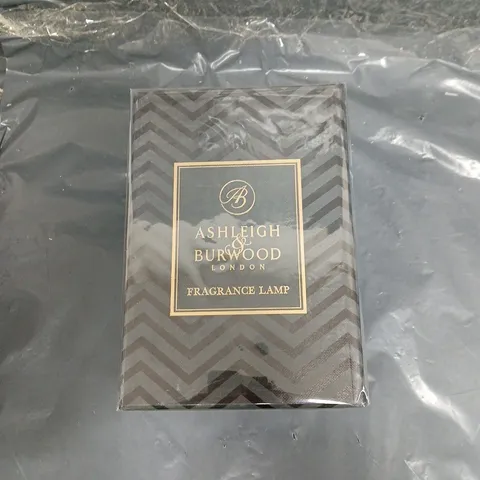 AB
ASHLEIGH
&
BURWOOD
LONDON
FRAGRANCE LAMP